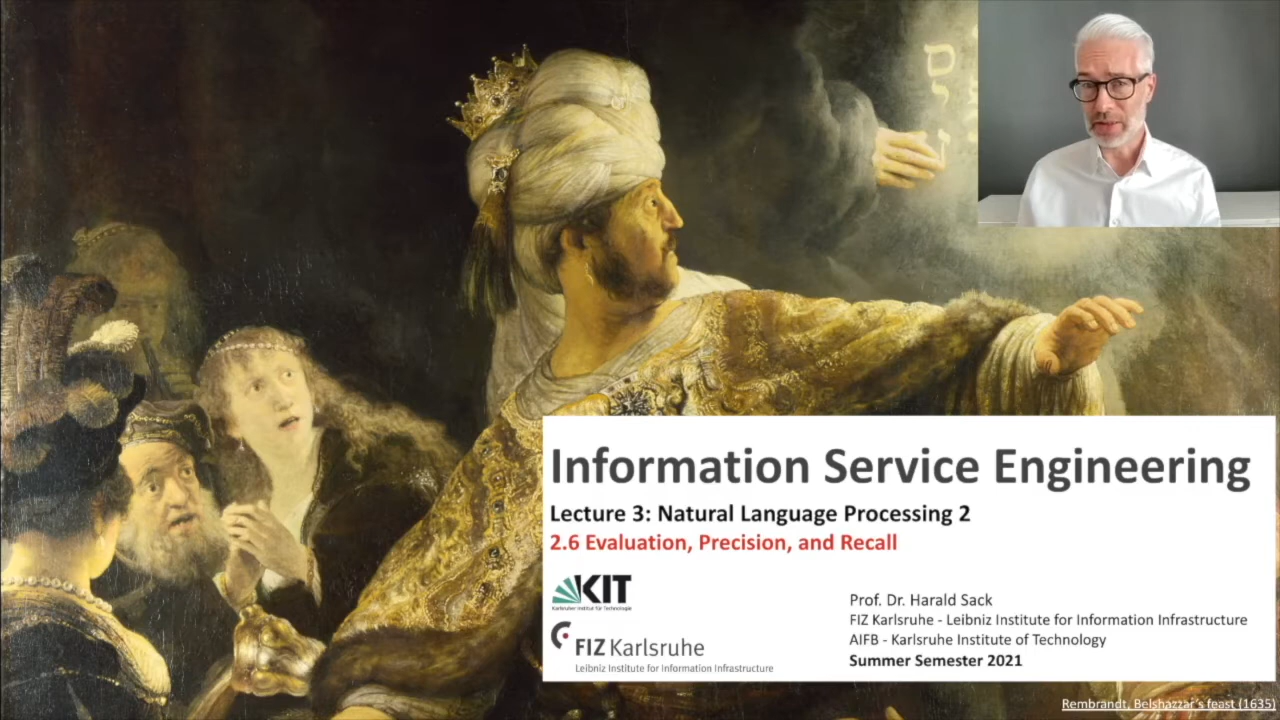 Information Service Engineering
Lecture 3: Natural Language Processing 2
2.6 Evaluation, Precision, and Recall
KIT
Karlsruher Institut für Technologie
FIZ Karlsruhe
Leibniz Institute for Information Infrastructure
Prof. Dr. Harald Sack
FIZ Karlsruhe - Leibniz Institute for Information Infrastructure
AIFB - Karlsruhe Institute of Technology
Summer Semester 2021
Rembrandt, Belshazzar's feast (1635)